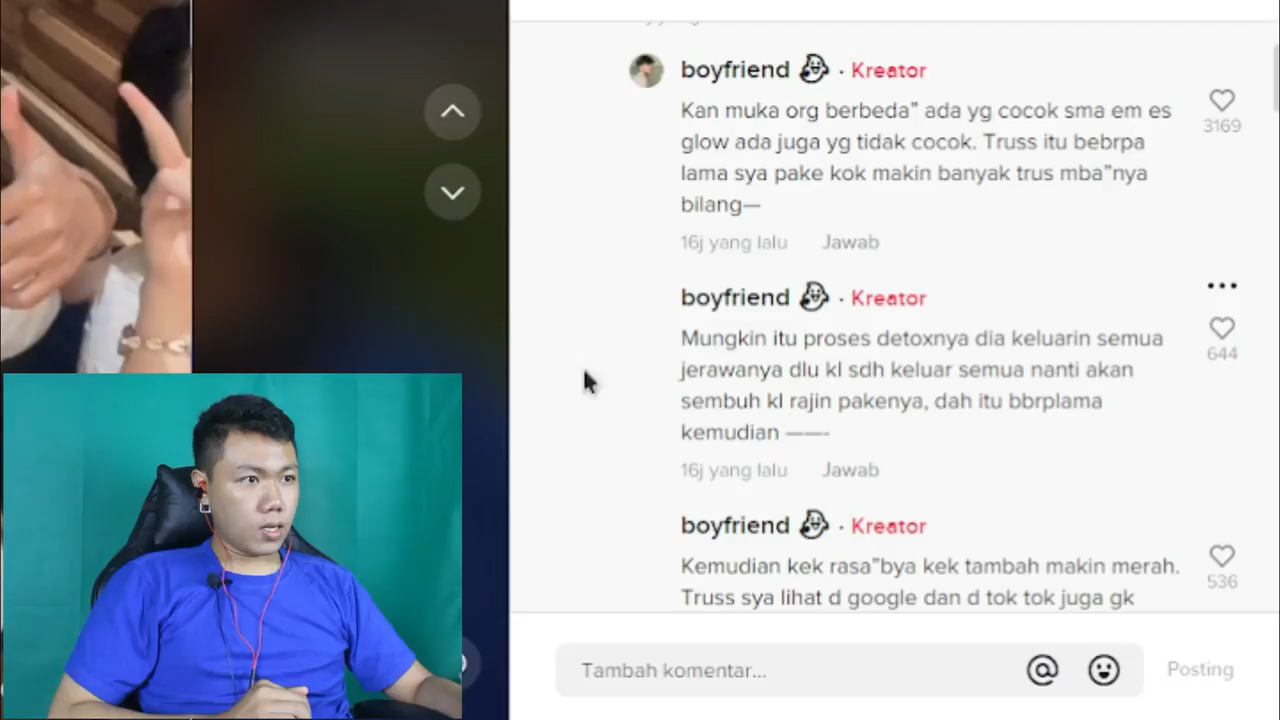 boyfriend · Kreator
Kan muka org berbeda” ada yg cocok sma em es
glow ada juga yg tidak cocok. Truss itu bebrpa
lama sya pake kok makin banyak trus mba”nya
bilang—
3169
16j yang lalu Jawab
boyfriend · Kreator
Mungkin itu proses detoxnya dia keluarin semua
jerawanya dlu kl sdh keluar semua nanti akan
sembuh kl rajin pakenya, dah itu bbrplama
kemudian ——-
644
16j yang lalu Jawab
boyfriend · Kreator
Kemudian kek rasa”bya kek tambah makin merah.
Truss sya lihat d google dan d tok tok juga gk
536
Tambah komentar... @ Posting